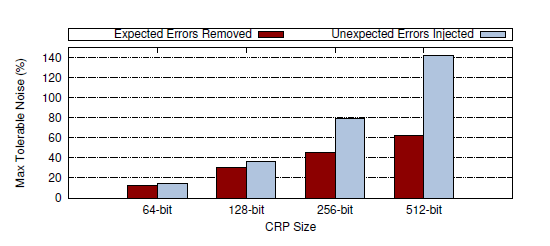 Expected Errors Removed
Unexpected Errors Injected
Max Tolerable Noise (%)
140
120
100
80
60
40
20
0
64-bit
128-bit
256-bit
512-bit
CRP Size